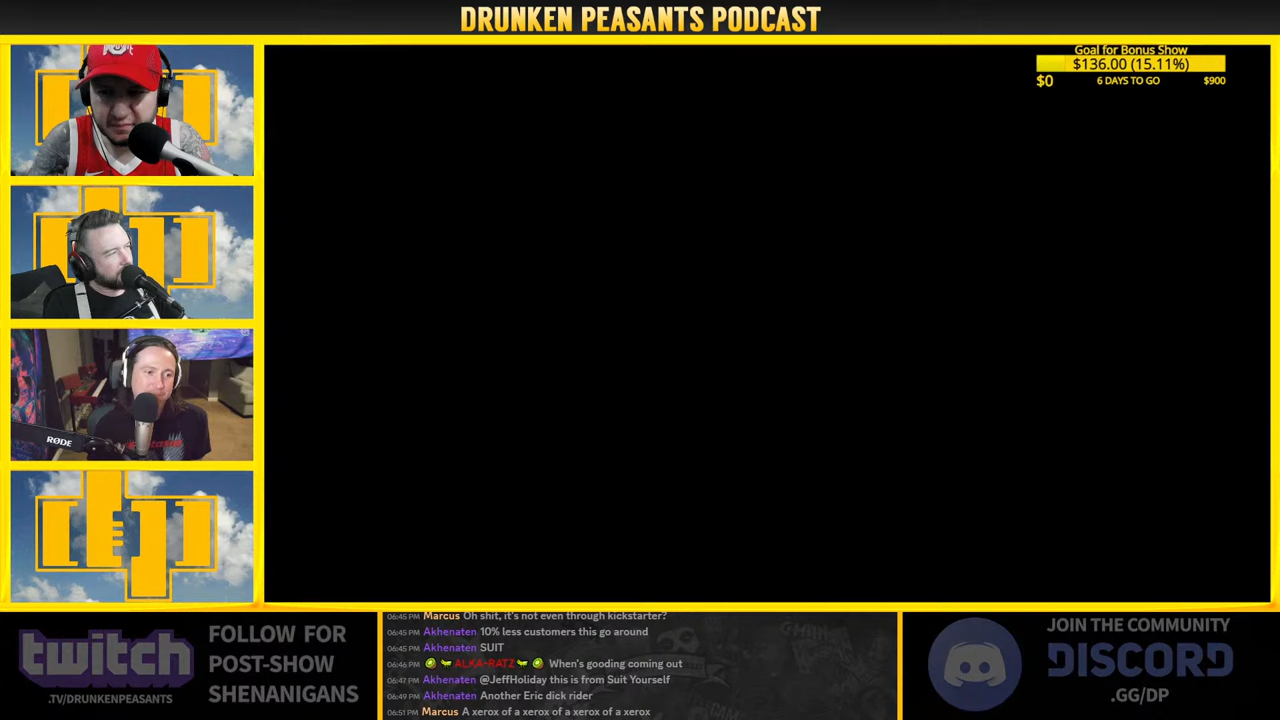 DRUNKEN PEASANTS PODCAST
Goal for Bonus Show
$136.00 (15.11%)
$0 6 DAYS TO GO $900
RØDE
twitch
.TV/DRUNKENPEASANTS
FOLLOW FOR
POST-SHOW
SHENANIGANS
06:45 PM Marcus Oh shit, it's not even through kickstarter?
06:45 PM Akhenaten 10% less customers this go around
06:45 PM Akhenaten SUIT
06:46 PM ALKA-RATZ When's gooding coming out
06:47 PM Akhenaten @JeffHoliday this is from Suit Yourself
06:49 PM Akhenaten Another Eric dick rider
06:51 PM Marcus A xerox of a xerox of a xerox of a xerox
JOIN THE COMMUNITY
DISCORD
.GG/DP